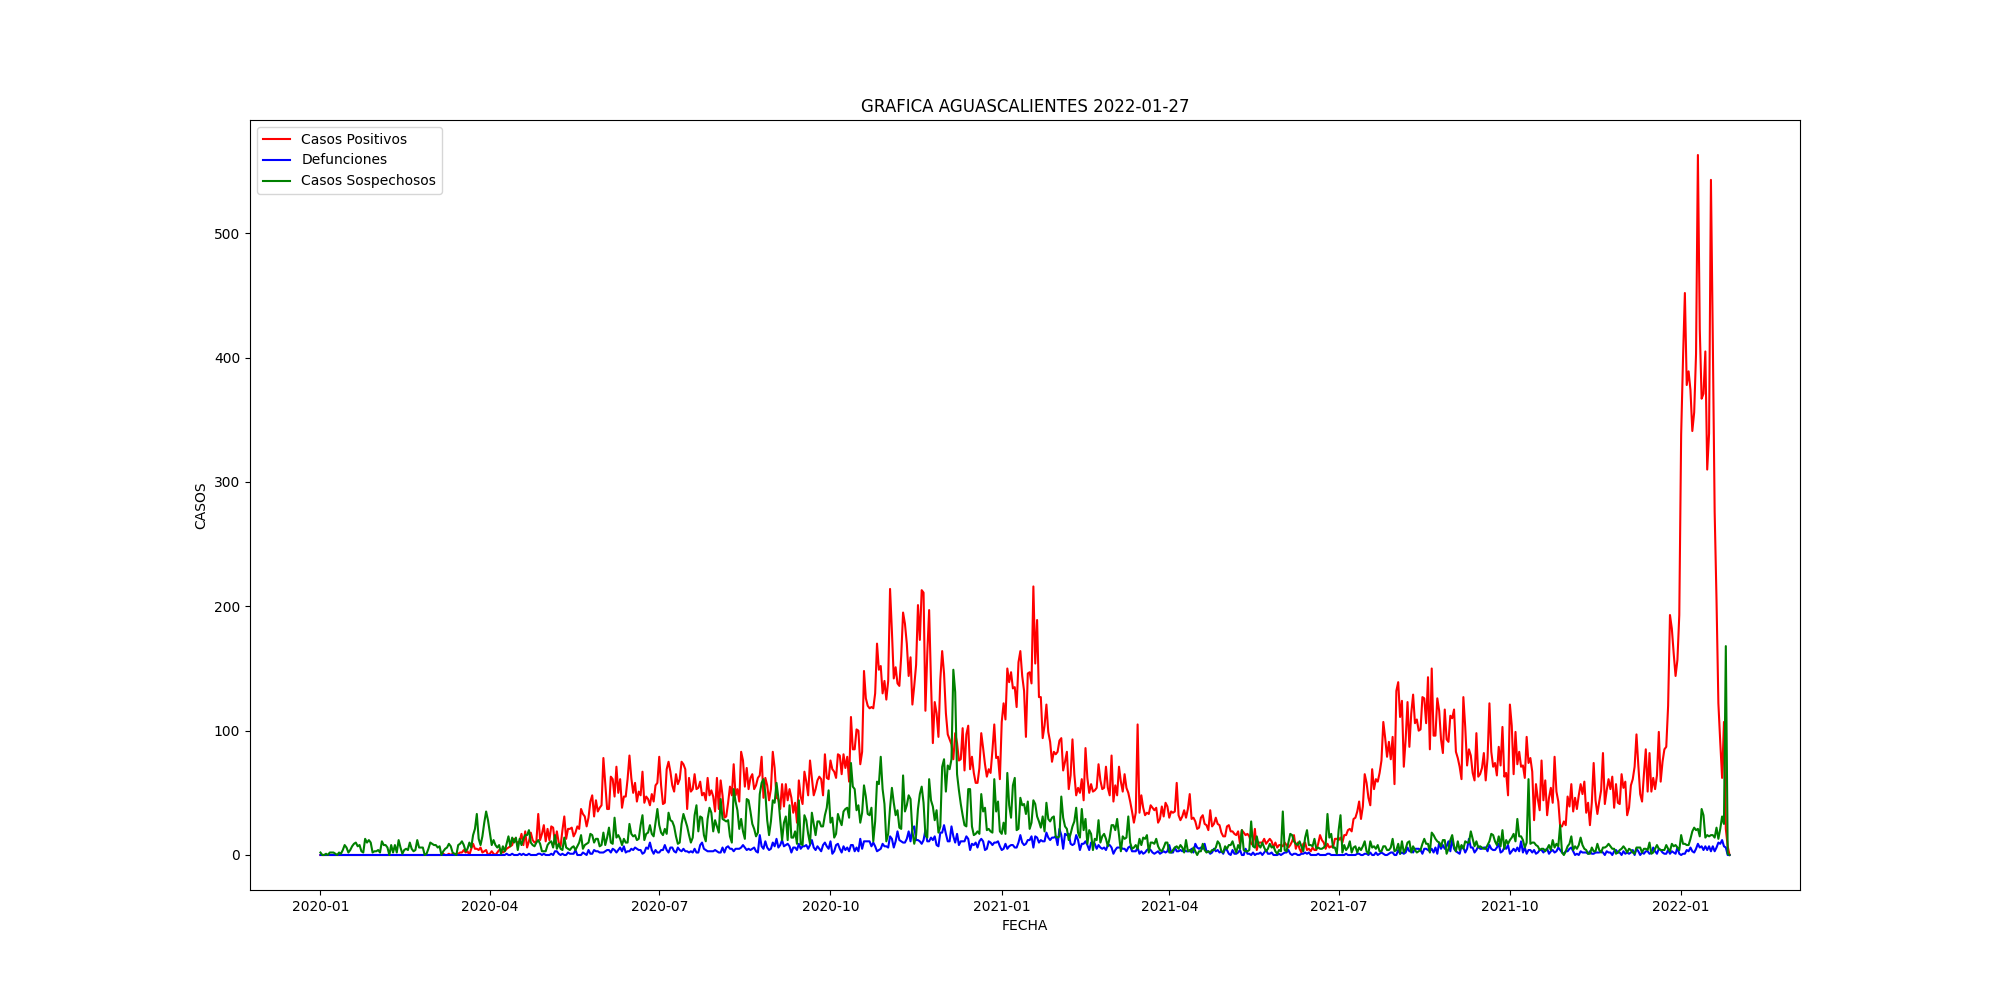 GRAFICA AGUASCALIENTES 2022-01-27
Casos Positivos
Defunciones
Casos Sospechosos
500
400
300
200
100
0
CASOS
2020-01
2020-04
2020-07
2020-10
2021-01
2021-04
2021-07
2021-10
2022-01
FECHA